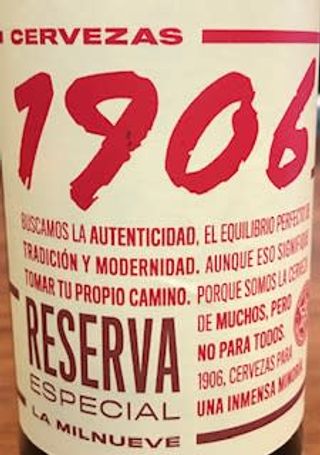 CERVEZAS
1906
BUSCAMOS LA AUTENTICIDAD, EL EQUILIBRIO PERFECTO
TRADICIÓN Y MODERNIDAD. AUNQUE ESO SIGNIFIQUE
TOMAR TU PROPIO CAMINO. PORQUE SOMOS LA CERVEZA
DE MUCHOS, PERO
NO PARA TODOS.
1906, CERVEZAS PARA
UNA INMENSA MINORÍA.
RESERVA
ESPECIAL
LA MILNUEVE